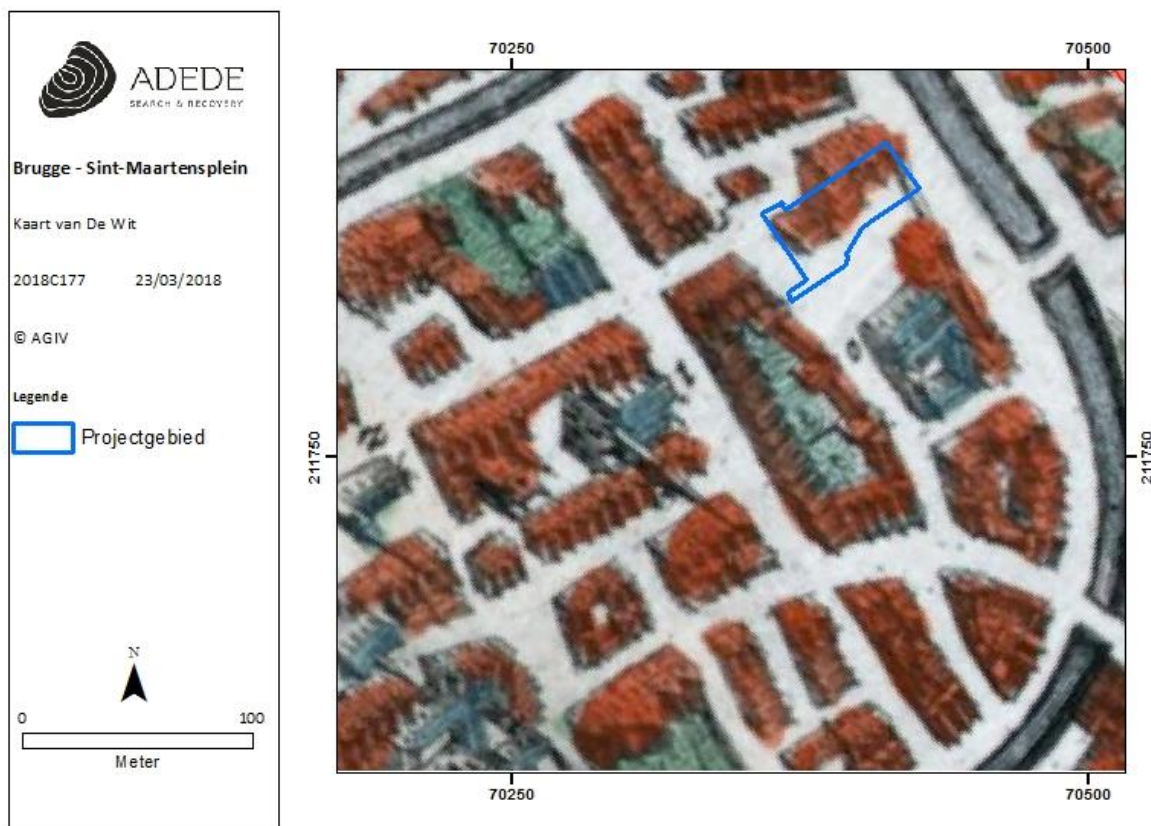 ADEDE
SEARCH & RECOVERY
Brugge - Sint-Maartensplein
Kaart van De Wit
2018C177 23/03/2018
© AGIV
Legende
Projectgebied
N
0 100
Meter
70250 70500
211750 211750
70250 70500